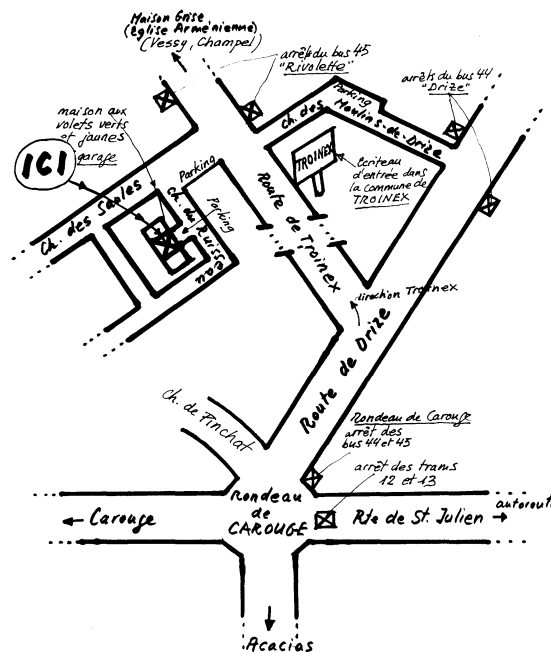 Maison Grise
(église Arménienne)
(Vessy, Champel)
arrêts du bus 45
"Rivolette"
arrêts du bus 44
"Drize"
Parking
Ch. des
Moulins-de-Drize
maison aux
volets verts
et jaunes
garage
ICI
Parking
Ch. des Saules
Ch. du Ruisseau
Parking
TROINEX
Ecriteau
d'entrée dans
la commune de
TROINEX
Route de Troinex
direction Troinex
Route de Drize
Ch. de Pinchat
Rondeau de Carouge
arrêt des
bus 44 et 45
arrêt des trams
12 et 13
Rondeau
de
CAROUGE
← Carouge
Rte de St. Julien →
autoroute
Acacias